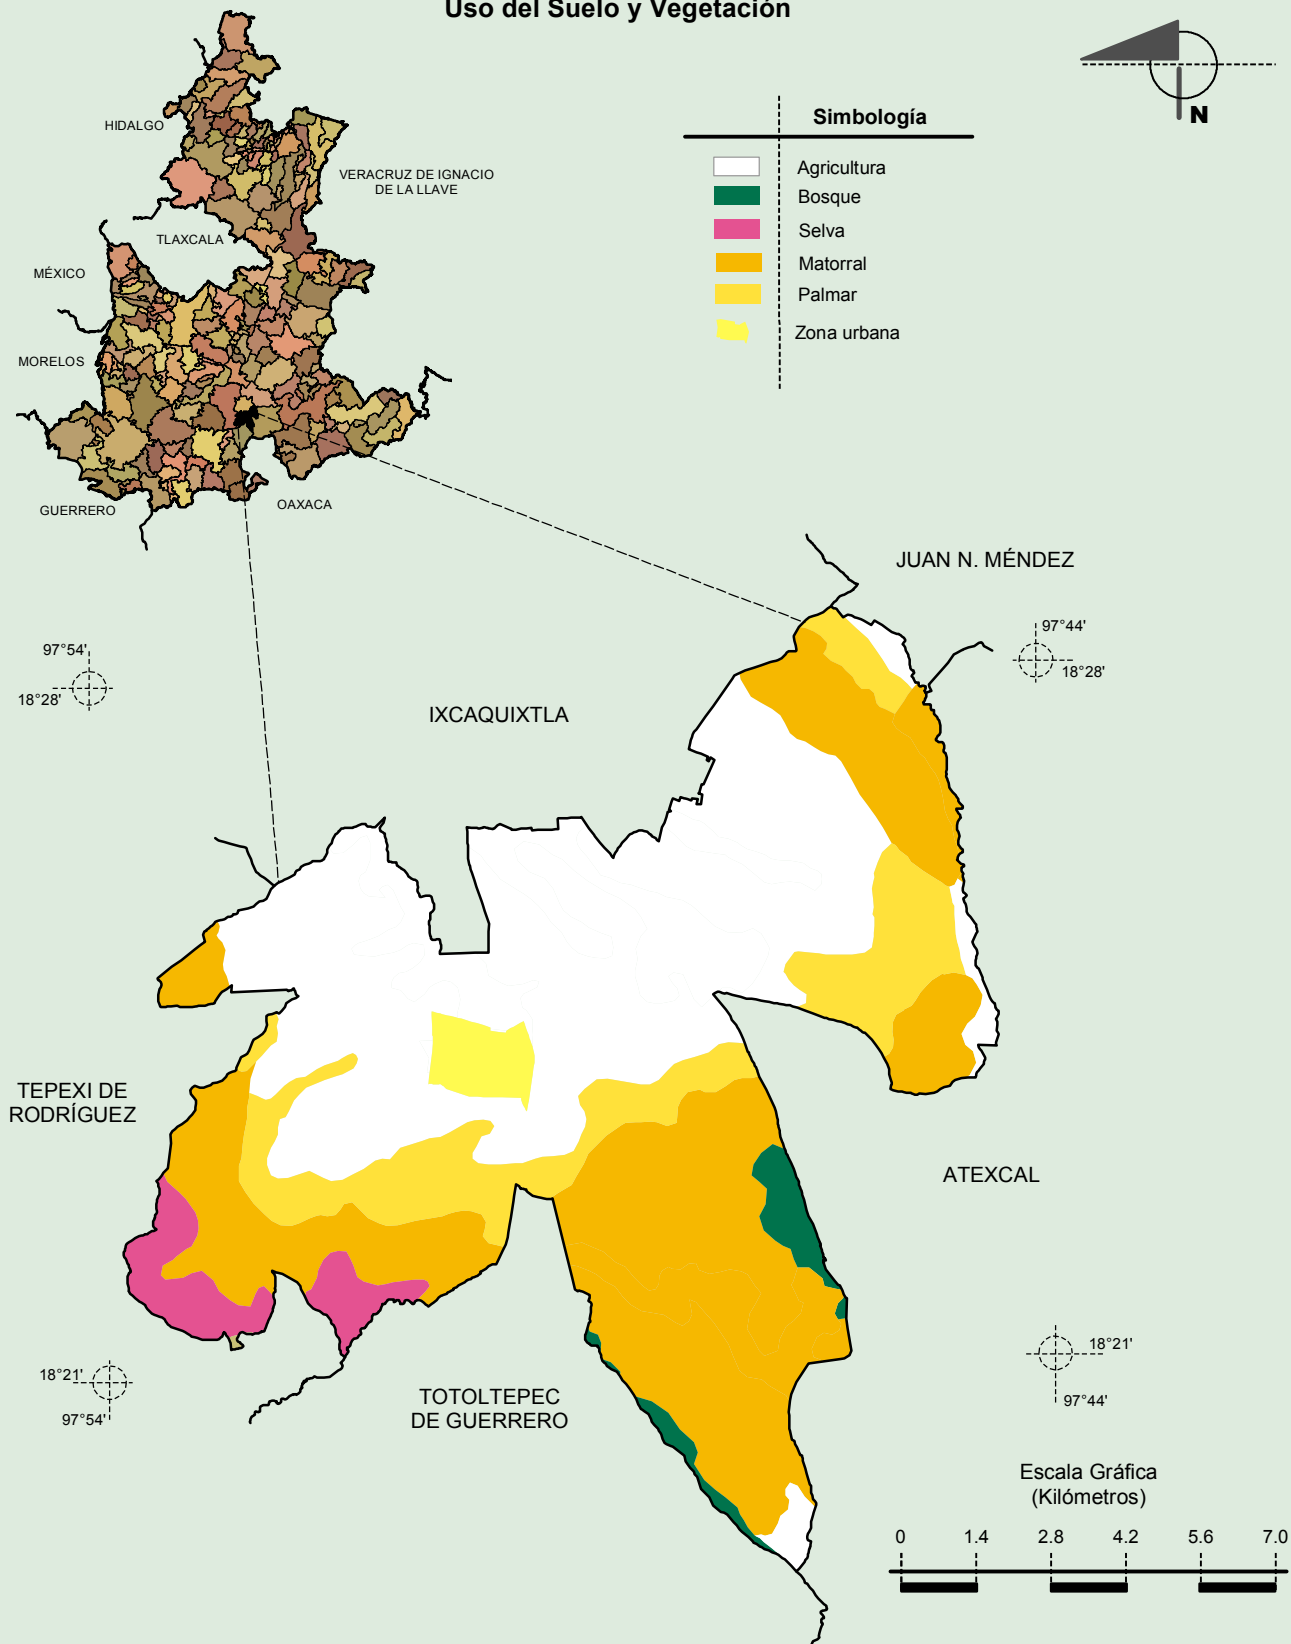 Uso del Suelo y Vegetación
N
Simbología
Agricultura
Bosque
Selva
Matorral
Palmar
Zona urbana
HIDALGO
VERACRUZ DE IGNACIO
DE LA LLAVE
TLAXCALA
MÉXICO
MORELOS
GUERRERO
OAXACA
JUAN N. MÉNDEZ
97°44'
18°28'
97°54'
18°28'
IXCAQUIXTLA
TEPEXI DE
RODRÍGUEZ
ATEXCAL
18°21'
97°44'
18°21'
97°54'
TOTOLTEPEC
DE GUERRERO
Escala Gráfica
(Kilómetros)
0 1.4 2.8 4.2 5.6 7.0